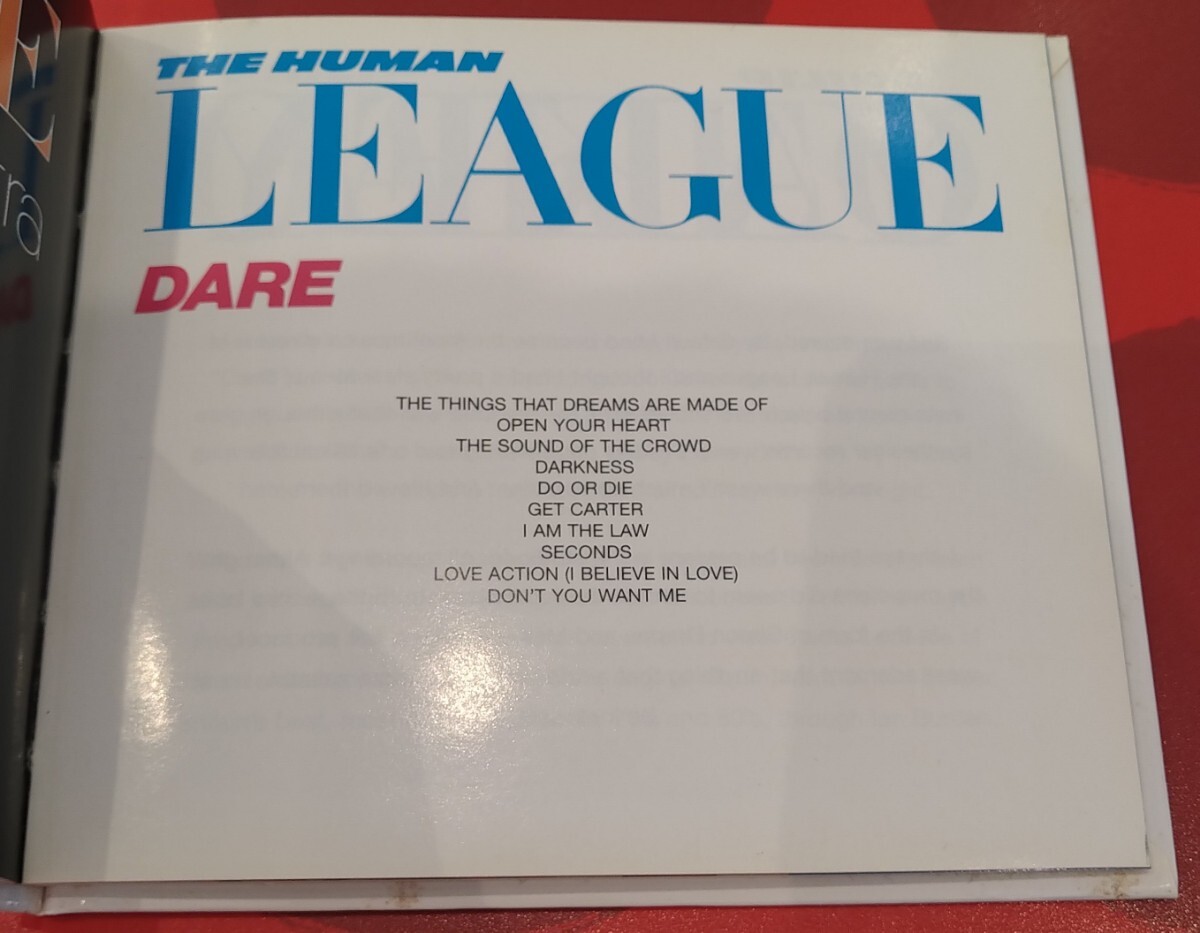 THE HUMAN
LEAGUE
DARE
THE THINGS THAT DREAMS ARE MADE OF
OPEN YOUR HEART
THE SOUND OF THE CROWD
DARKNESS
DO OR DIE
GET CARTER
I AM THE LAW
SECONDS
LOVE ACTION (I BELIEVE IN LOVE)
DON'T YOU WANT ME